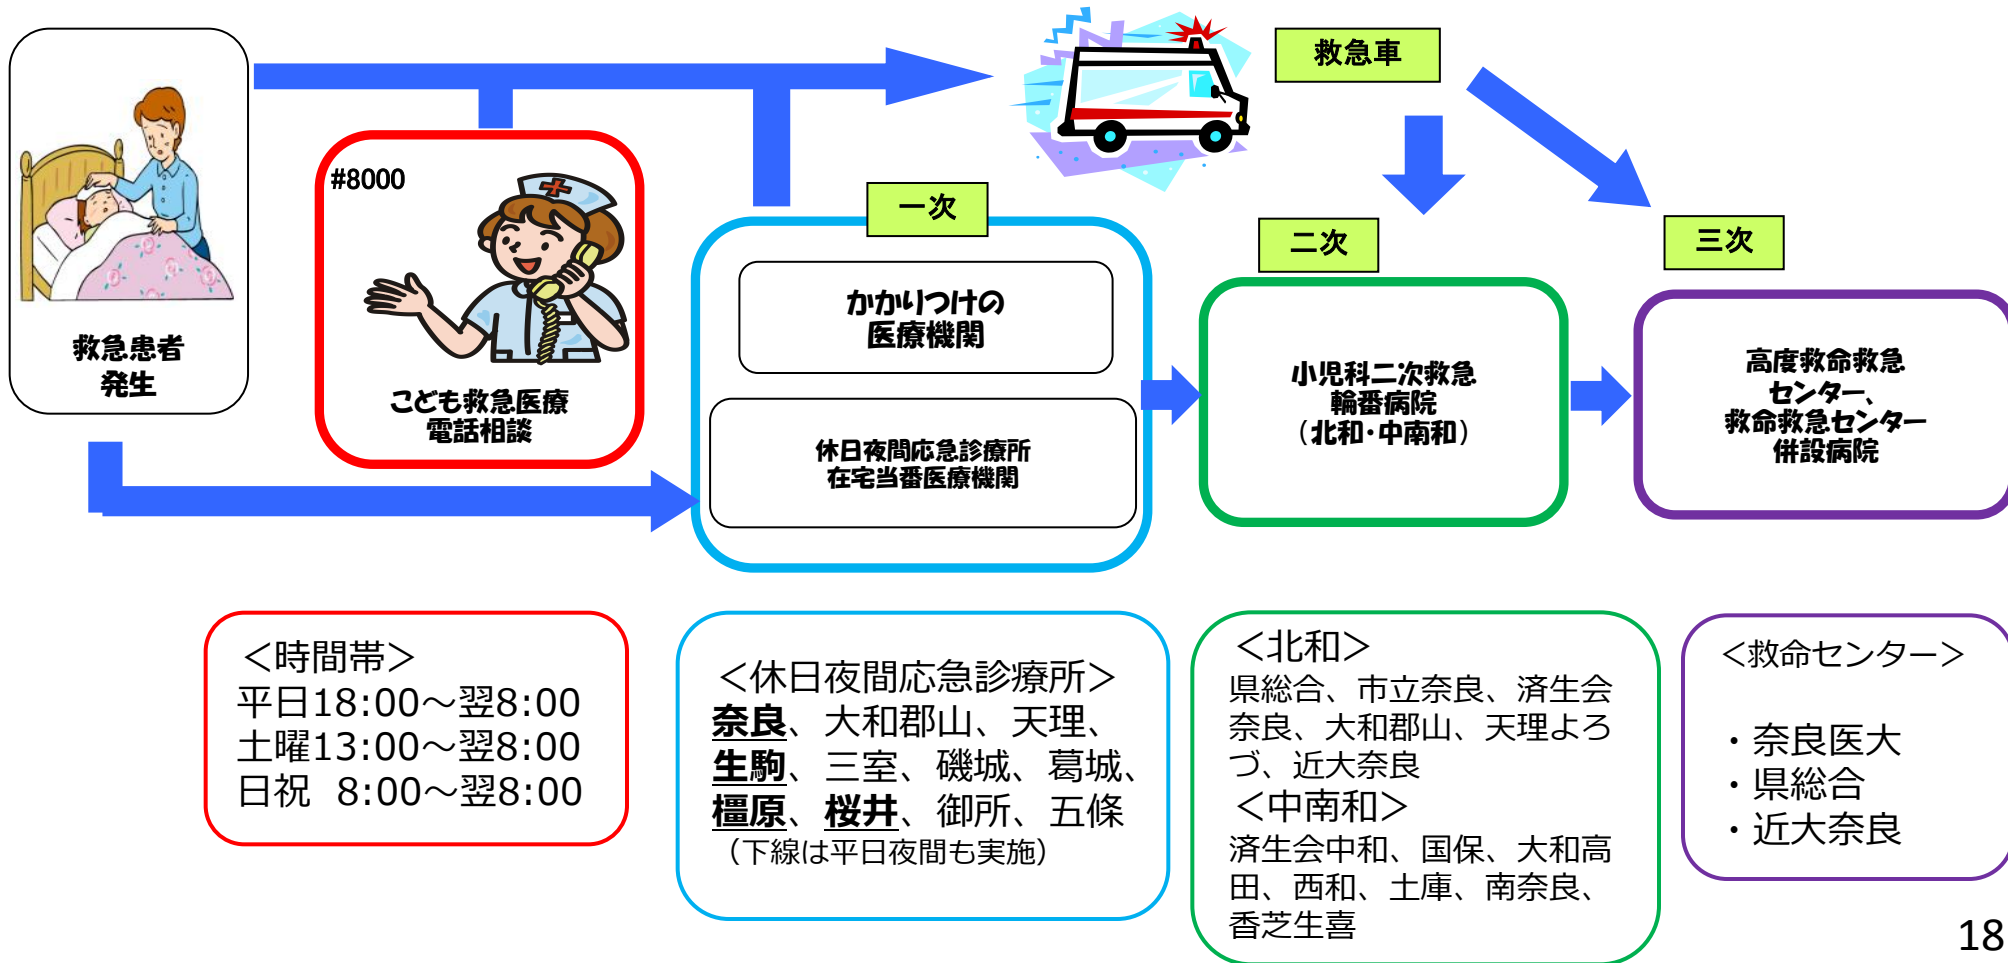 救急車
救急患者
発生
#8000
こども救急医療
電話相談
一次
かかりつけの
医療機関
休日夜間応急診療所
在宅当番医療機関
二次
小児科二次救急
輪番病院
（北和・中南和）
三次
高度救命救急
センター、
救命救急センター
併設病院
＜時間帯＞
平日18:00～翌8:00
土曜13:00～翌8:00
日祝 8:00～翌8:00
＜休日夜間応急診療所＞
奈良、大和郡山、天理、
生駒、三室、磯城、葛城、
橿原、桜井、御所、五條
（下線は平日夜間も実施）
＜北和＞
県総合、市立奈良、済生会
奈良、大和郡山、天理よろ
づ、近大奈良
＜中南和＞
済生会中和、国保、大和高
田、西和、土庫、南奈良、
香芝生喜
＜救命センター＞
・奈良医大
・県総合
・近大奈良
18